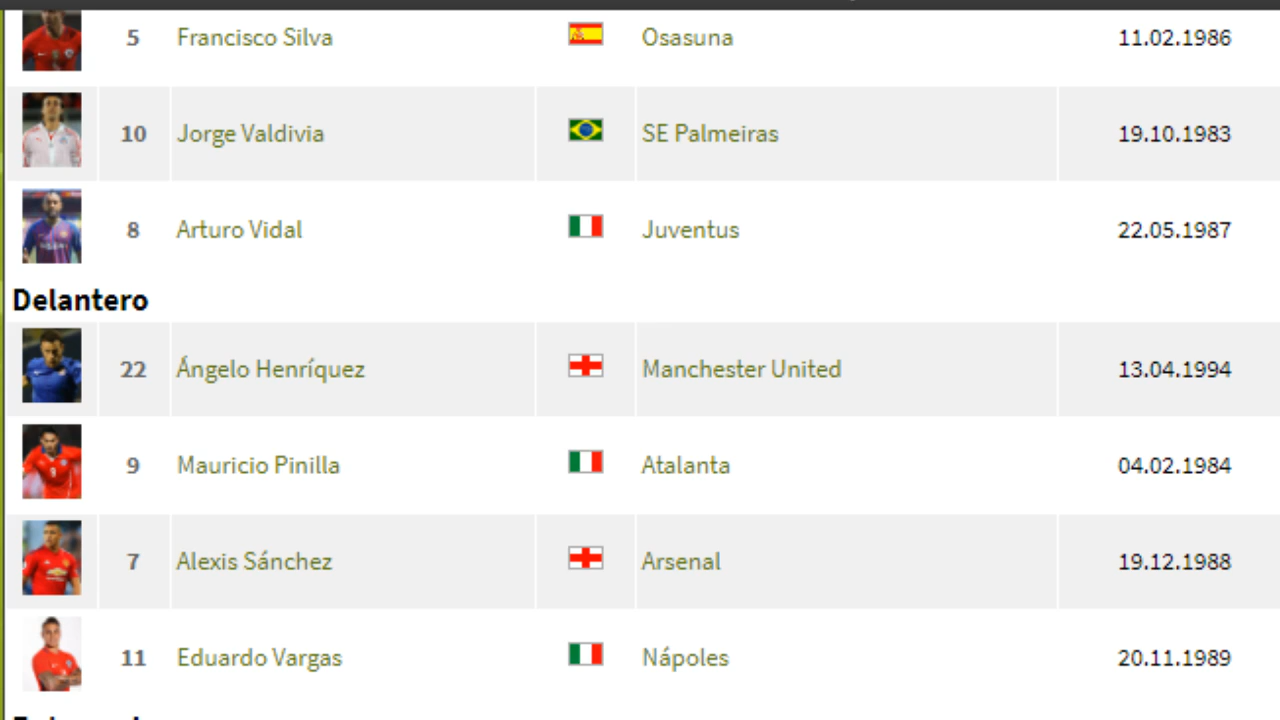 5 Francisco Silva Osasuna 11.02.1986
10 Jorge Valdivia SE Palmeiras 19.10.1983
8 Arturo Vidal Juventus 22.05.1987
Delantero
22 Ángelo Henríquez Manchester United 13.04.1994
9 Mauricio Pinilla Atalanta 04.02.1984
7 Alexis Sánchez Arsenal 19.12.1988
11 Eduardo Vargas Nápoles 20.11.1989